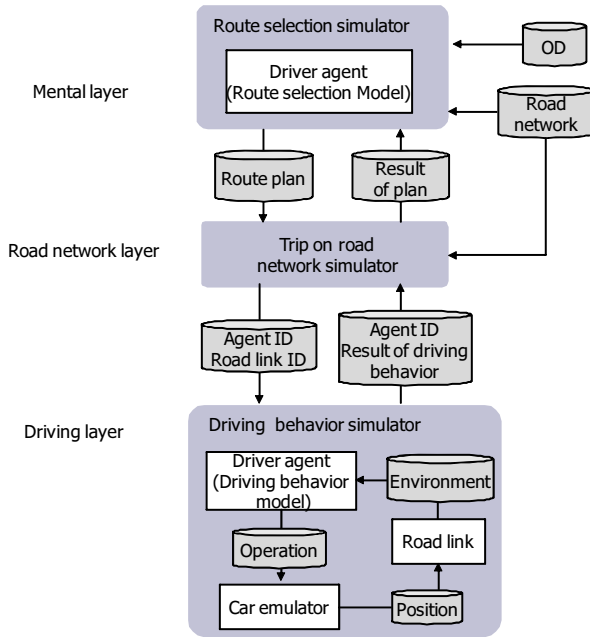 Route selection simulator
OD
Driver agent
(Route selection Model)
Mental layer
Road
network
Route plan
Result
of plan
Road network layer
Trip on road
network simulator
Agent ID
Road link ID
Agent ID
Result of driving
behavior
Driving layer
Driving behavior simulator
Driver agent
(Driving behavior
model)
Environment
Operation
Road link
Car emulator
Position